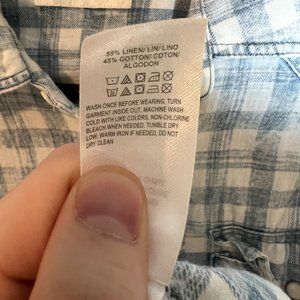 55% LINEN/LIN/LINO
45% COTTON/COTON/
ALGODON
WASH ONCE BEFORE WEARING, TURN
GARMENT INSIDE OUT, MACHINE WASH
COLD WITH LIKE COLORS, NON-CHLORINE
BLEACH WHEN NEEDED, TUMBLE DRY
LOW, WARM IRON IF NEEDED, DO NOT
DRY CLEAN